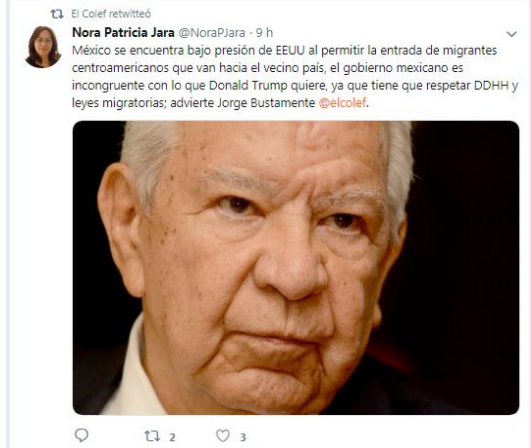 El Colef retwitteó
Nora Patricia Jara @NoraPJara · 9 h
México se encuentra bajo presión de EEUU al permitir la entrada de migrantes
centroamericanos que van hacia el vecino país, el gobierno mexicano es
incongruente con lo que Donald Trump quiere, ya que tiene que respetar DDHH y
leyes migratorias; advierte Jorge Bustamente @elcolef.
2 3